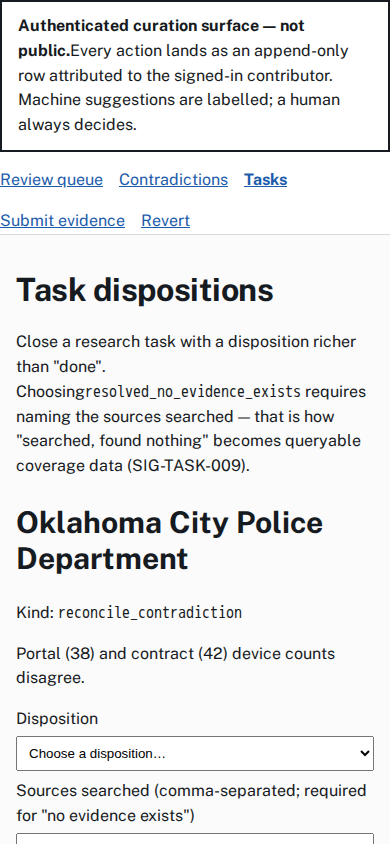 Authenticated curation surface — not
public.Every action lands as an append-only
row attributed to the signed-in contributor.
Machine suggestions are labelled; a human
always decides.
Review queue Contradictions Tasks
Submit evidence Revert
Task dispositions
Close a research task with a disposition richer
than "done".
Choosingresolved_no_evidence_exists requires
naming the sources searched — that is how
"searched, found nothing" becomes queryable
coverage data (SIG-TASK-009).
Oklahoma City Police
Department
Kind: reconcile_contradiction
Portal (38) and contract (42) device counts
disagree.
Disposition
Choose a disposition…
Sources searched (comma-separated; required
for "no evidence exists")